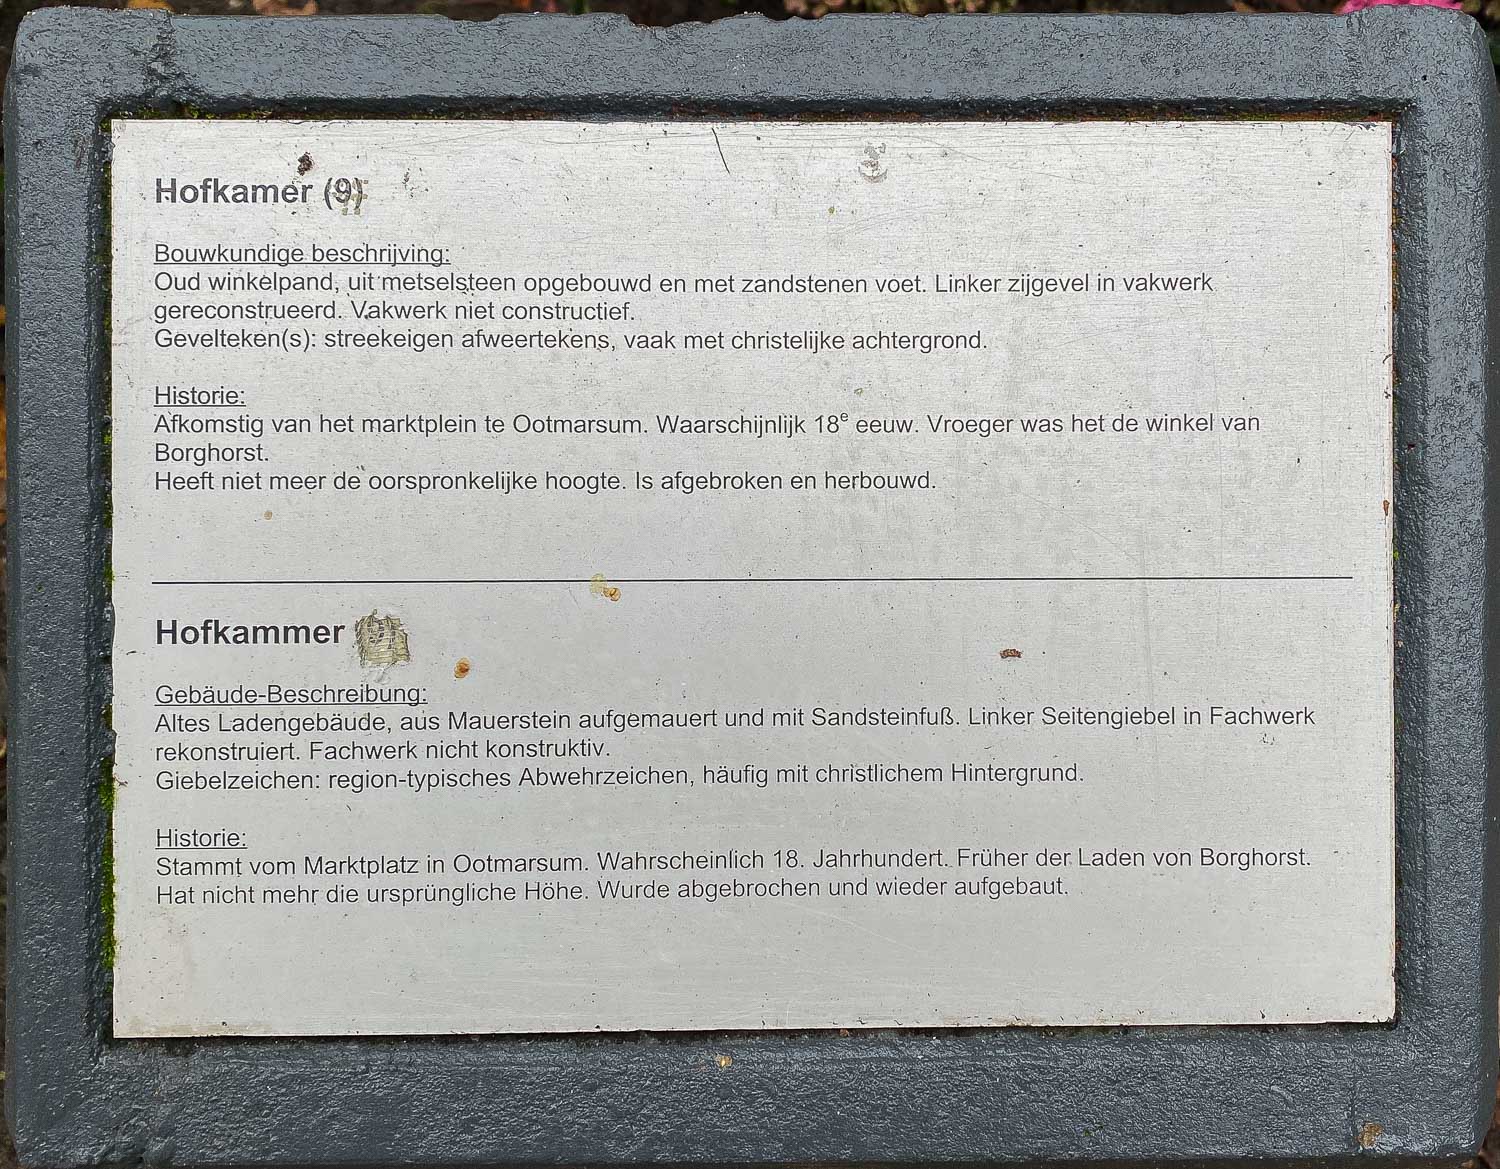 Hofkamer (9)
Bouwkundige beschrijving:
Oud winkelpand, uit metselsteen opgebouwd en met zandstenen voet. Linker zijgevel in vakwerk
gereconstrueerd. Vakwerk niet constructief.
Gevelteken(s): streekeigen afweertekens, vaak met christelijke achtergrond.
Historie:
Afkomstig van het marktplein te Ootmarsum. Waarschijnlijk 18e eeuw. Vroeger was het de winkel van
Borghorst.
Heeft niet meer de oorspronkelijke hoogte. Is afgebroken en herbouwd.
Hofkammer
Gebäude-Beschreibung:
Altes Ladengebäude, aus Mauerstein aufgemauert und mit Sandsteinfuß. Linker Seitengiebel in Fachwerk
rekonstruiert. Fachwerk nicht konstruktiv.
Giebelzeichen: region-typisches Abwehrzeichen, häufig mit christlichem Hintergrund.
Historie:
Stammt vom Marktplatz in Ootmarsum. Wahrscheinlich 18. Jahrhundert. Früher der Laden von Borghorst.
Hat nicht mehr die ursprüngliche Höhe. Wurde abgebrochen und wieder aufgebaut.